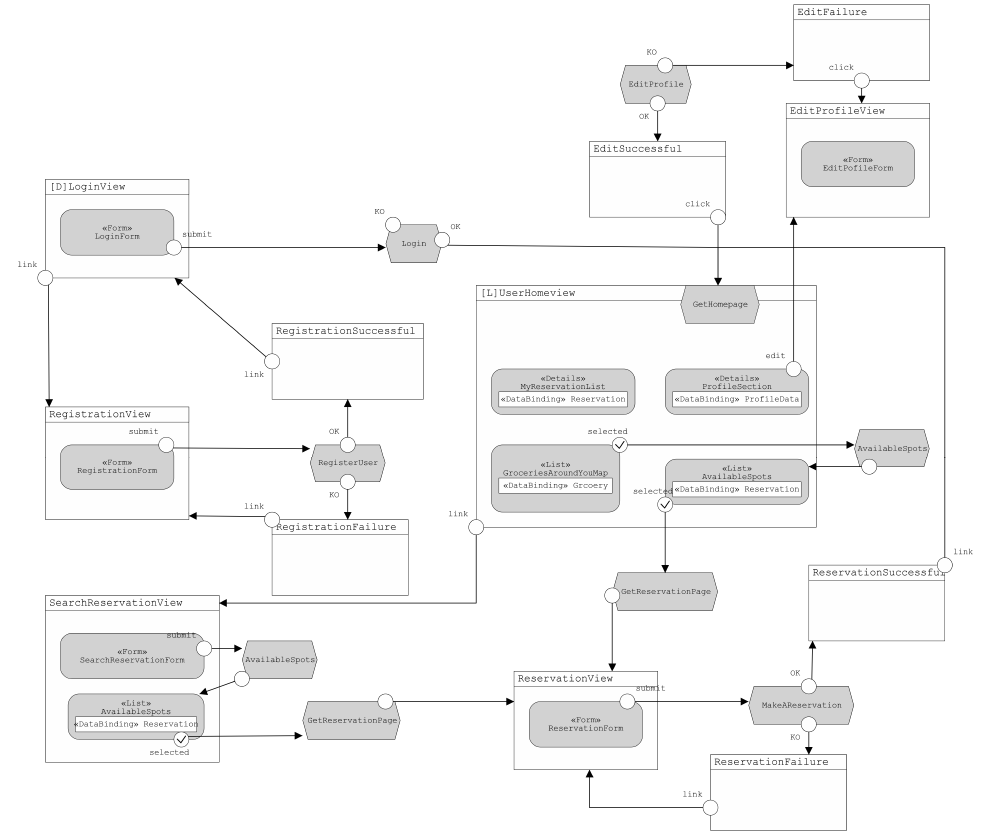 EditFailure
KO
click
EditProfile
OK
EditProfileView
«Form»
EditPofileForm
EditSuccessful
click
[D]LoginView
«Form»
LoginForm
submit
link
KO
OK
Login
[L]UserHomeview
GetHomepage
edit
«Details»
MyReservationList
«DataBinding» Reservation
«Details»
ProfileSection
«DataBinding» ProfileData
selected
«List»
GroceriesAroundYouMap
«DataBinding» Grcoery
«List»
AvailableSpots
«DataBinding» Reservation
selected
AvailableSpots
link
RegistrationSuccessful
link
RegistrationView
submit
«Form»
RegistrationForm
OK
RegisterUser
KO
link
RegistrationFailure
link
ReservationSuccessful
GetReservationPage
SearchReservationView
submit
«Form»
SearchReservationForm
AvailableSpots
«List»
AvailableSpots
«DataBinding» Reservation
selected
GetReservationPage
ReservationView
submit
«Form»
ReservationForm
OK
MakeAReservation
KO
ReservationFailure
link